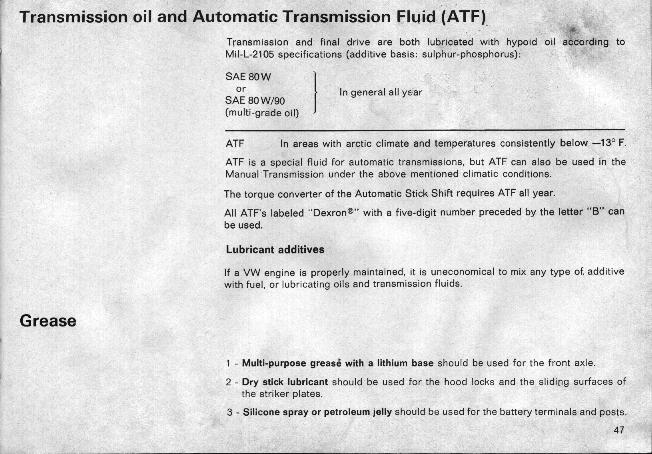 Transmission oil and Automatic Transmission Fluid (ATF)
Transmission and final drive are both lubricated with hypoid oil according to
Mil-L-2105 specifications (additive basis: sulphur-phosphorus):
SAE 80 W
or
SAE 80 W/90
(multi-grade oil)
In general all year
ATF In areas with arctic climate and temperatures consistently below —13° F.
ATF is a special fluid for automatic transmissions, but ATF can also be used in the
Manual Transmission under the above mentioned climatic conditions.
The torque converter of the Automatic Stick Shift requires ATF all year.
All ATF's labeled "Dexron®" with a five-digit number preceded by the letter "B" can
be used.
Lubricant additives
If a VW engine is properly maintained, it is uneconomical to mix any type of additive
with fuel, or lubricating oils and transmission fluids.
Grease
1 - Multi-purpose grease with a lithium base should be used for the front axle.
2 - Dry stick lubricant should be used for the hood locks and the sliding surfaces of
the striker plates.
3 - Silicone spray or petroleum jelly should be used for the battery terminals and posts.
47